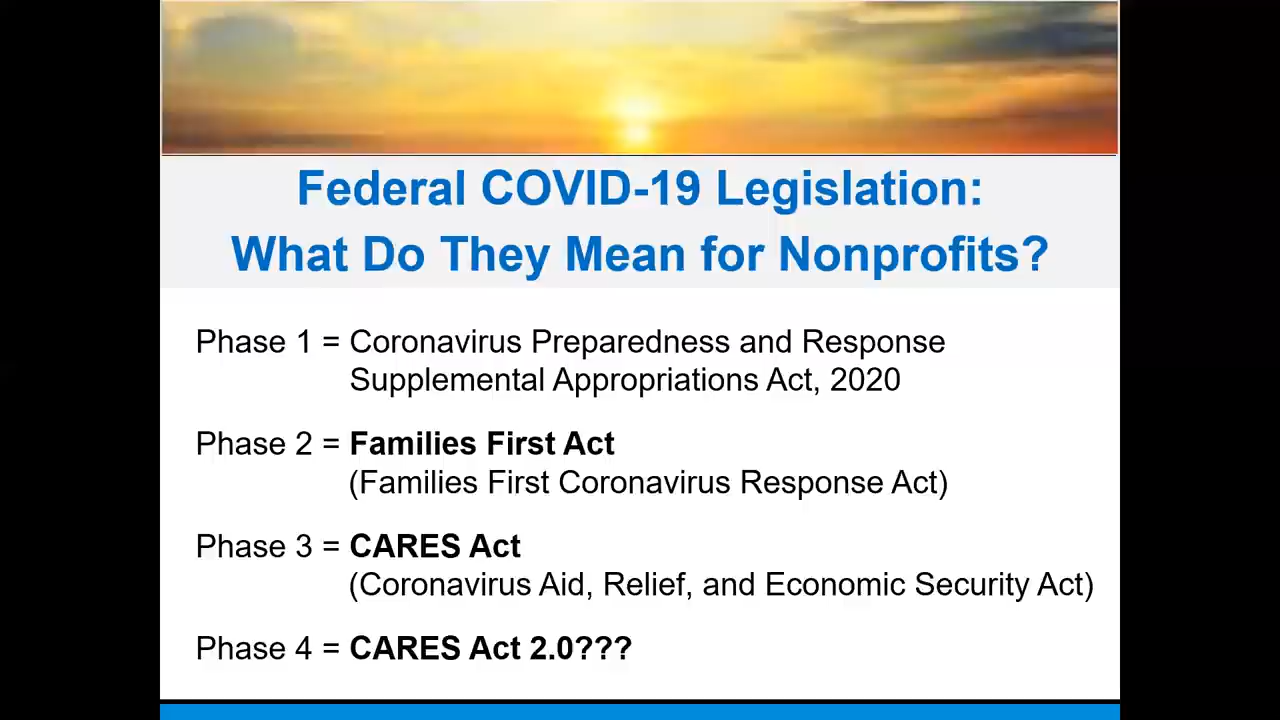 Federal COVID-19 Legislation:
What Do They Mean for Nonprofits?
Phase 1 = Coronavirus Preparedness and Response
Supplemental Appropriations Act, 2020
Phase 2 = Families First Act
(Families First Coronavirus Response Act)
Phase 3 = CARES Act
(Coronavirus Aid, Relief, and Economic Security Act)
Phase 4 = CARES Act 2.0???